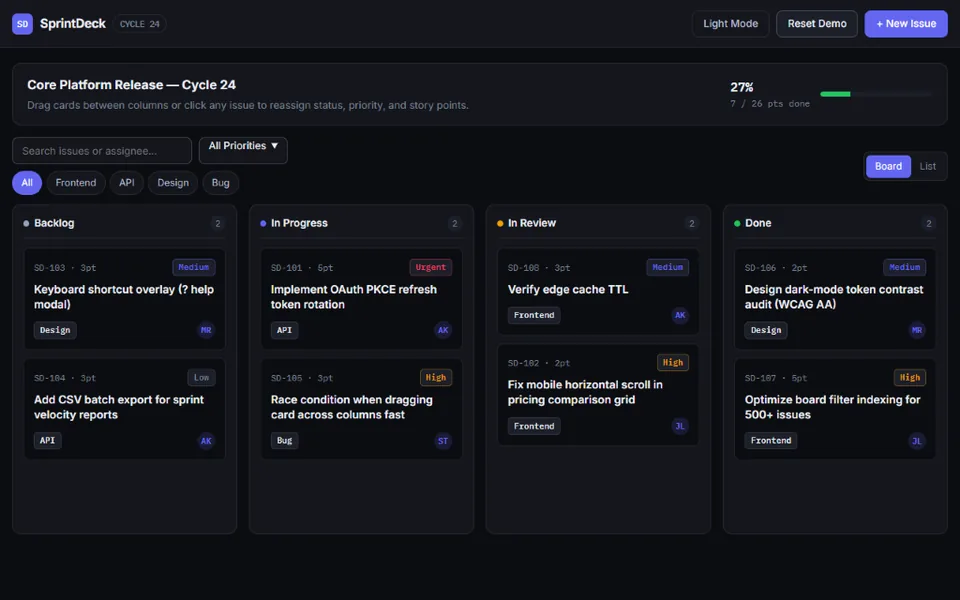 SD SprintDeck CYCLE 24 Light Mode Reset Demo + New Issue
Core Platform Release — Cycle 24
Drag cards between columns or click any issue to reassign status, priority, and story points.
27%
7 / 26 pts done
Search issues or assignee... All Priorities ▼
All Frontend API Design Bug
Board List
Backlog 2
SD-103 · 3pt Medium
Keyboard shortcut overlay (? help
modal)
Design MR
SD-104 · 3pt Low
Add CSV batch export for sprint
velocity reports
API AK
In Progress 2
SD-101 · 5pt Urgent
Implement OAuth PKCE refresh
token rotation
API AK
SD-105 · 3pt High
Race condition when dragging
card across columns fast
Bug ST
In Review 2
SD-108 · 3pt Medium
Verify edge cache TTL
Frontend AK
SD-102 · 2pt High
Fix mobile horizontal scroll in
pricing comparison grid
Frontend JL
Done 2
SD-106 · 2pt Medium
Design dark-mode token contrast
audit (WCAG AA)
Design MR
SD-107 · 5pt High
Optimize board filter indexing for
500+ issues
Frontend JL